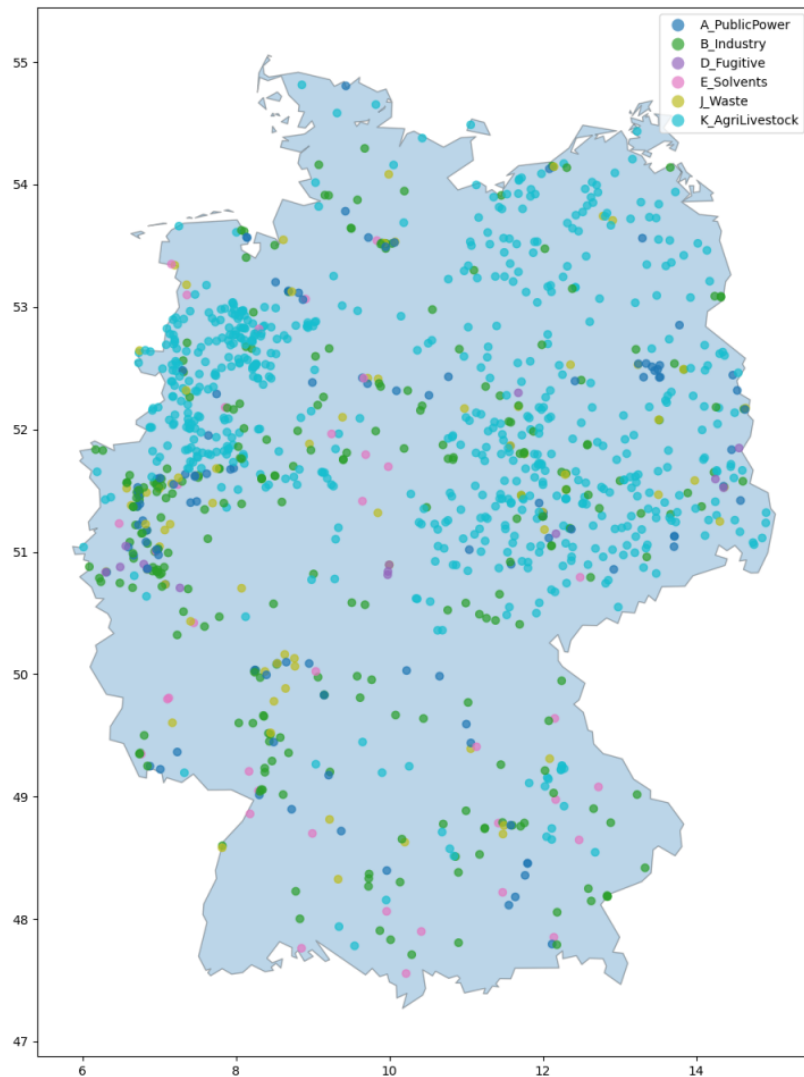 A_PublicPower
B_Industry
D_Fugitive
E_Solvents
J_Waste
K_AgriLivestock
55
54
53
52
51
50
49
48
47
6 8 10 12 14